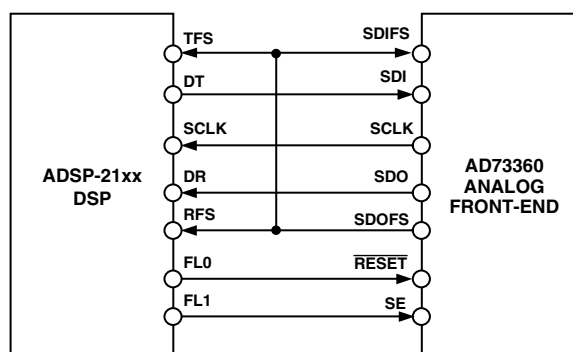 TFS SDIFS
DT SDI
SCLK SCLK
ADSP-21xx
DSP
DR SDO
RFS SDOFS
FL0 RESET
FL1 SE
AD73360
ANALOG
FRONT-END